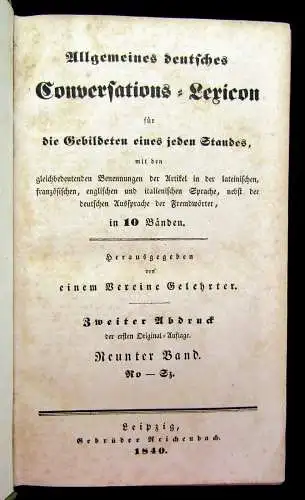 Allgemeines deutsches
Conversations-Lexicon
für
die Gebildeten eines jeden Standes,
mit den
gleichbedeutenden Benennungen der Artikel in der lateinischen,
französischen, englischen und italienischen Sprache, nebst der
deutschen Aussprache der Fremdwörter,
in 10 Bänden.
Herausgegeben
von
einem Vereine Gelehrter.
Zweiter Abdruck
der ersten Original-Auflage.
Neunter Band.
Ro — Sz.
Leipzig,
Gebrüder Reichenbach.
1840.